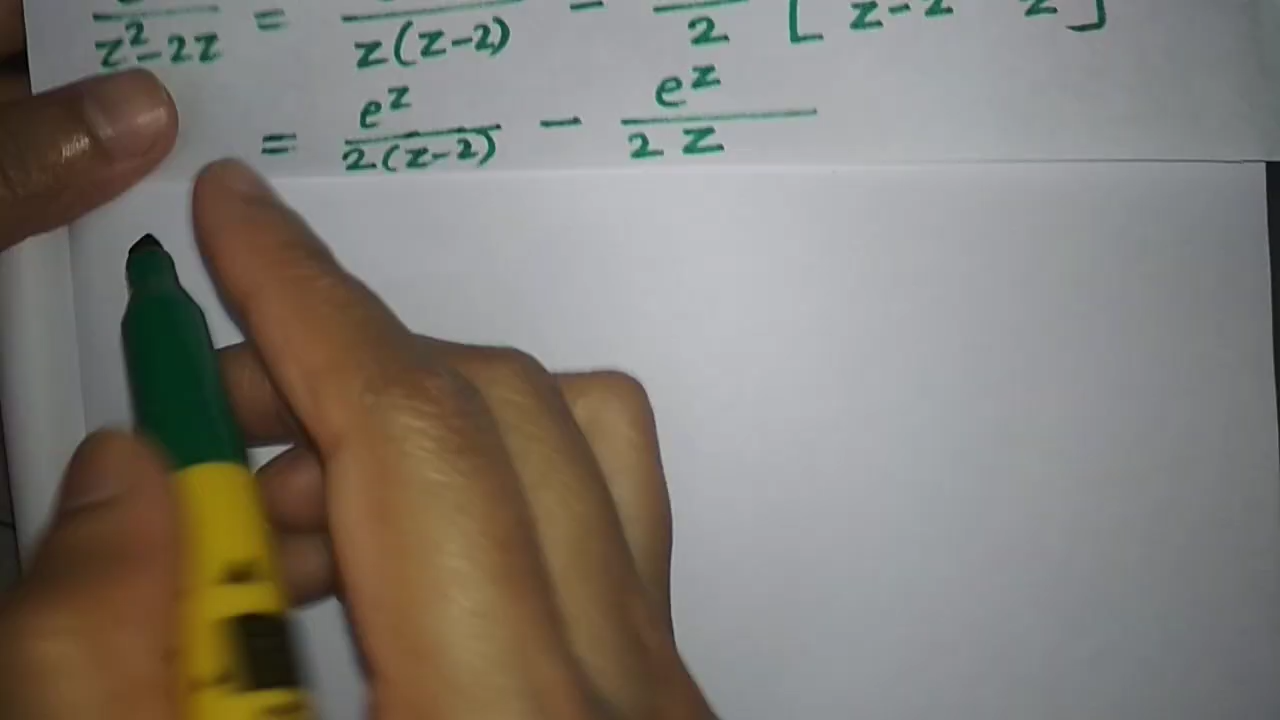 z²-2z = z(z-2) - 2 [ z-2 z ]
= e^z/2(z-2) - e^z/2z